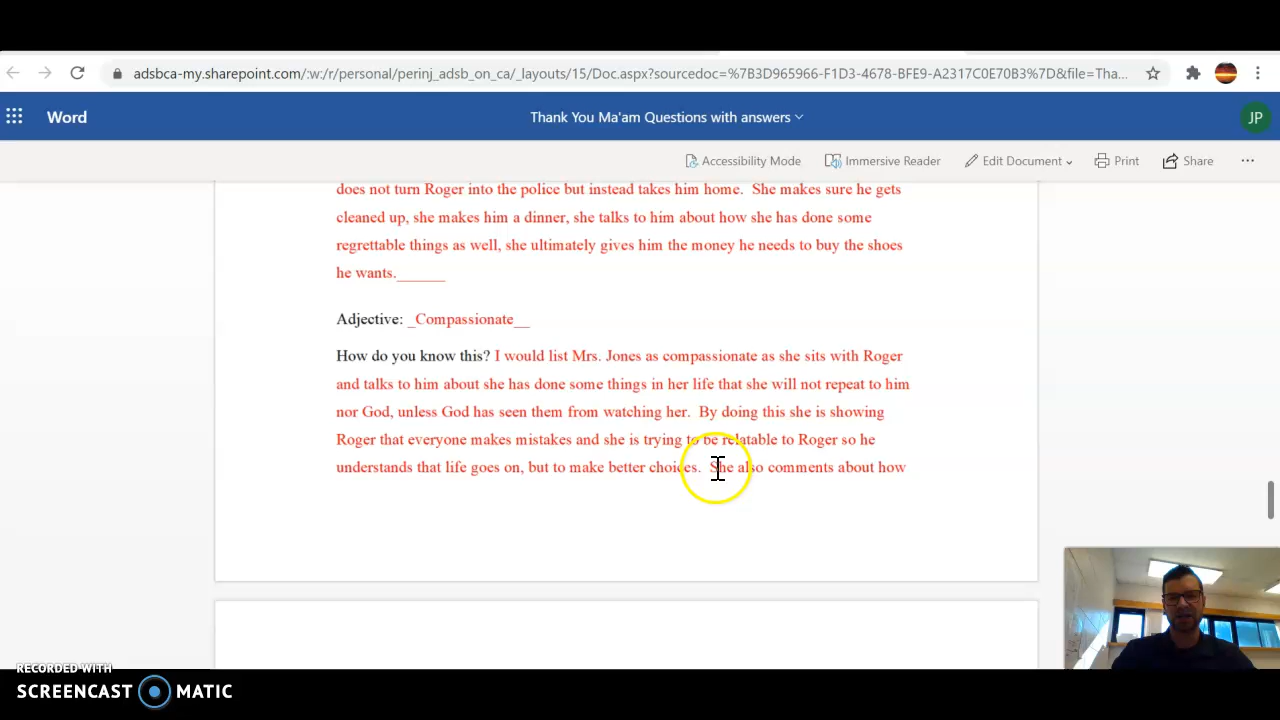 adsbca-my.sharepoint.com/:w:/r/personal/perinj_adsb_on_ca/_layouts/15/Doc.aspx?sourcedoc=%7B3D965966-F1D3-4678-BFE9-A2317C0E70B3%7D&file=Tha...
Word
Thank You Ma'am Questions with answers
JP
Accessibility Mode
Immersive Reader
Edit Document
Print
Share
does not turn Roger into the police but instead takes him home. She makes sure he gets
cleaned up, she makes him a dinner, she talks to him about how she has done some
regrettable things as well, she ultimately gives him the money he needs to buy the shoes
he wants.______
Adjective: _Compassionate__
How do you know this? I would list Mrs. Jones as compassionate as she sits with Roger
and talks to him about she has done some things in her life that she will not repeat to him
nor God, unless God has seen them from watching her. By doing this she is showing
Roger that everyone makes mistakes and she is trying to be relatable to Roger so he
understands that life goes on, but to make better choices. She also comments about how
RECORDED WITH
SCREENCAST MATIC